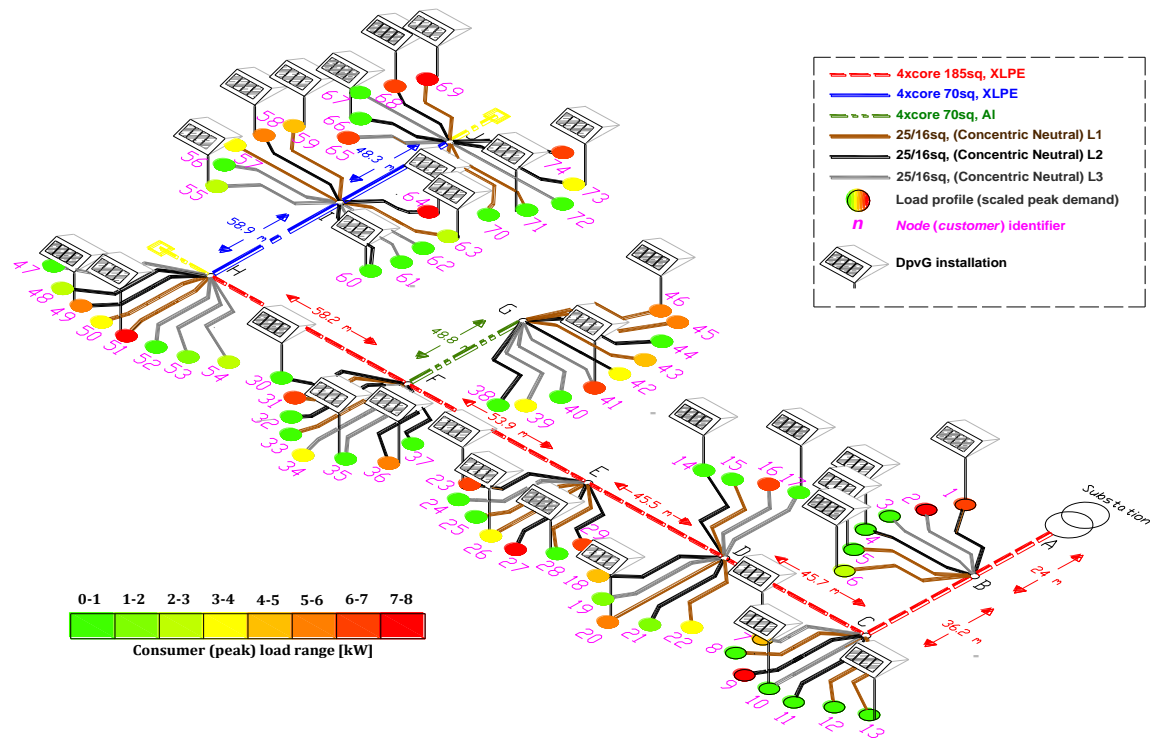 4xcore 185sq, XLPE
4xcore 70sq, XLPE
4xcore 70sq, Al
25/16sq, (Concentric Neutral) L1
25/16sq, (Concentric Neutral) L2
25/16sq, (Concentric Neutral) L3
Load profile (scaled peak demand)
n Node (customer) identifier
DpvG installation
69
68
67
66
65
59
58
57
56
55
48.3 m
74
73
72
71
70
64
63
62
61
60
58.9 m
I
H
47
48
49
50
51
52
53
54
58.2 m
G
48.8
46
45
44
43
42
41
40
39
38
F
30
31
32
33
34
35
36
37
53.9 m
E
23
24
25
26
27
28
29
45.5 m
14
15
16
17
D
18
19
20
21
22
45.7 m
1
2
3
4
5
6
Substation
A
24 m
B
36.2 m
C
7
8
9
10
11
12
13
0-1 1-2 2-3 3-4 4-5 5-6 6-7 7-8
Consumer (peak) load range [kW]